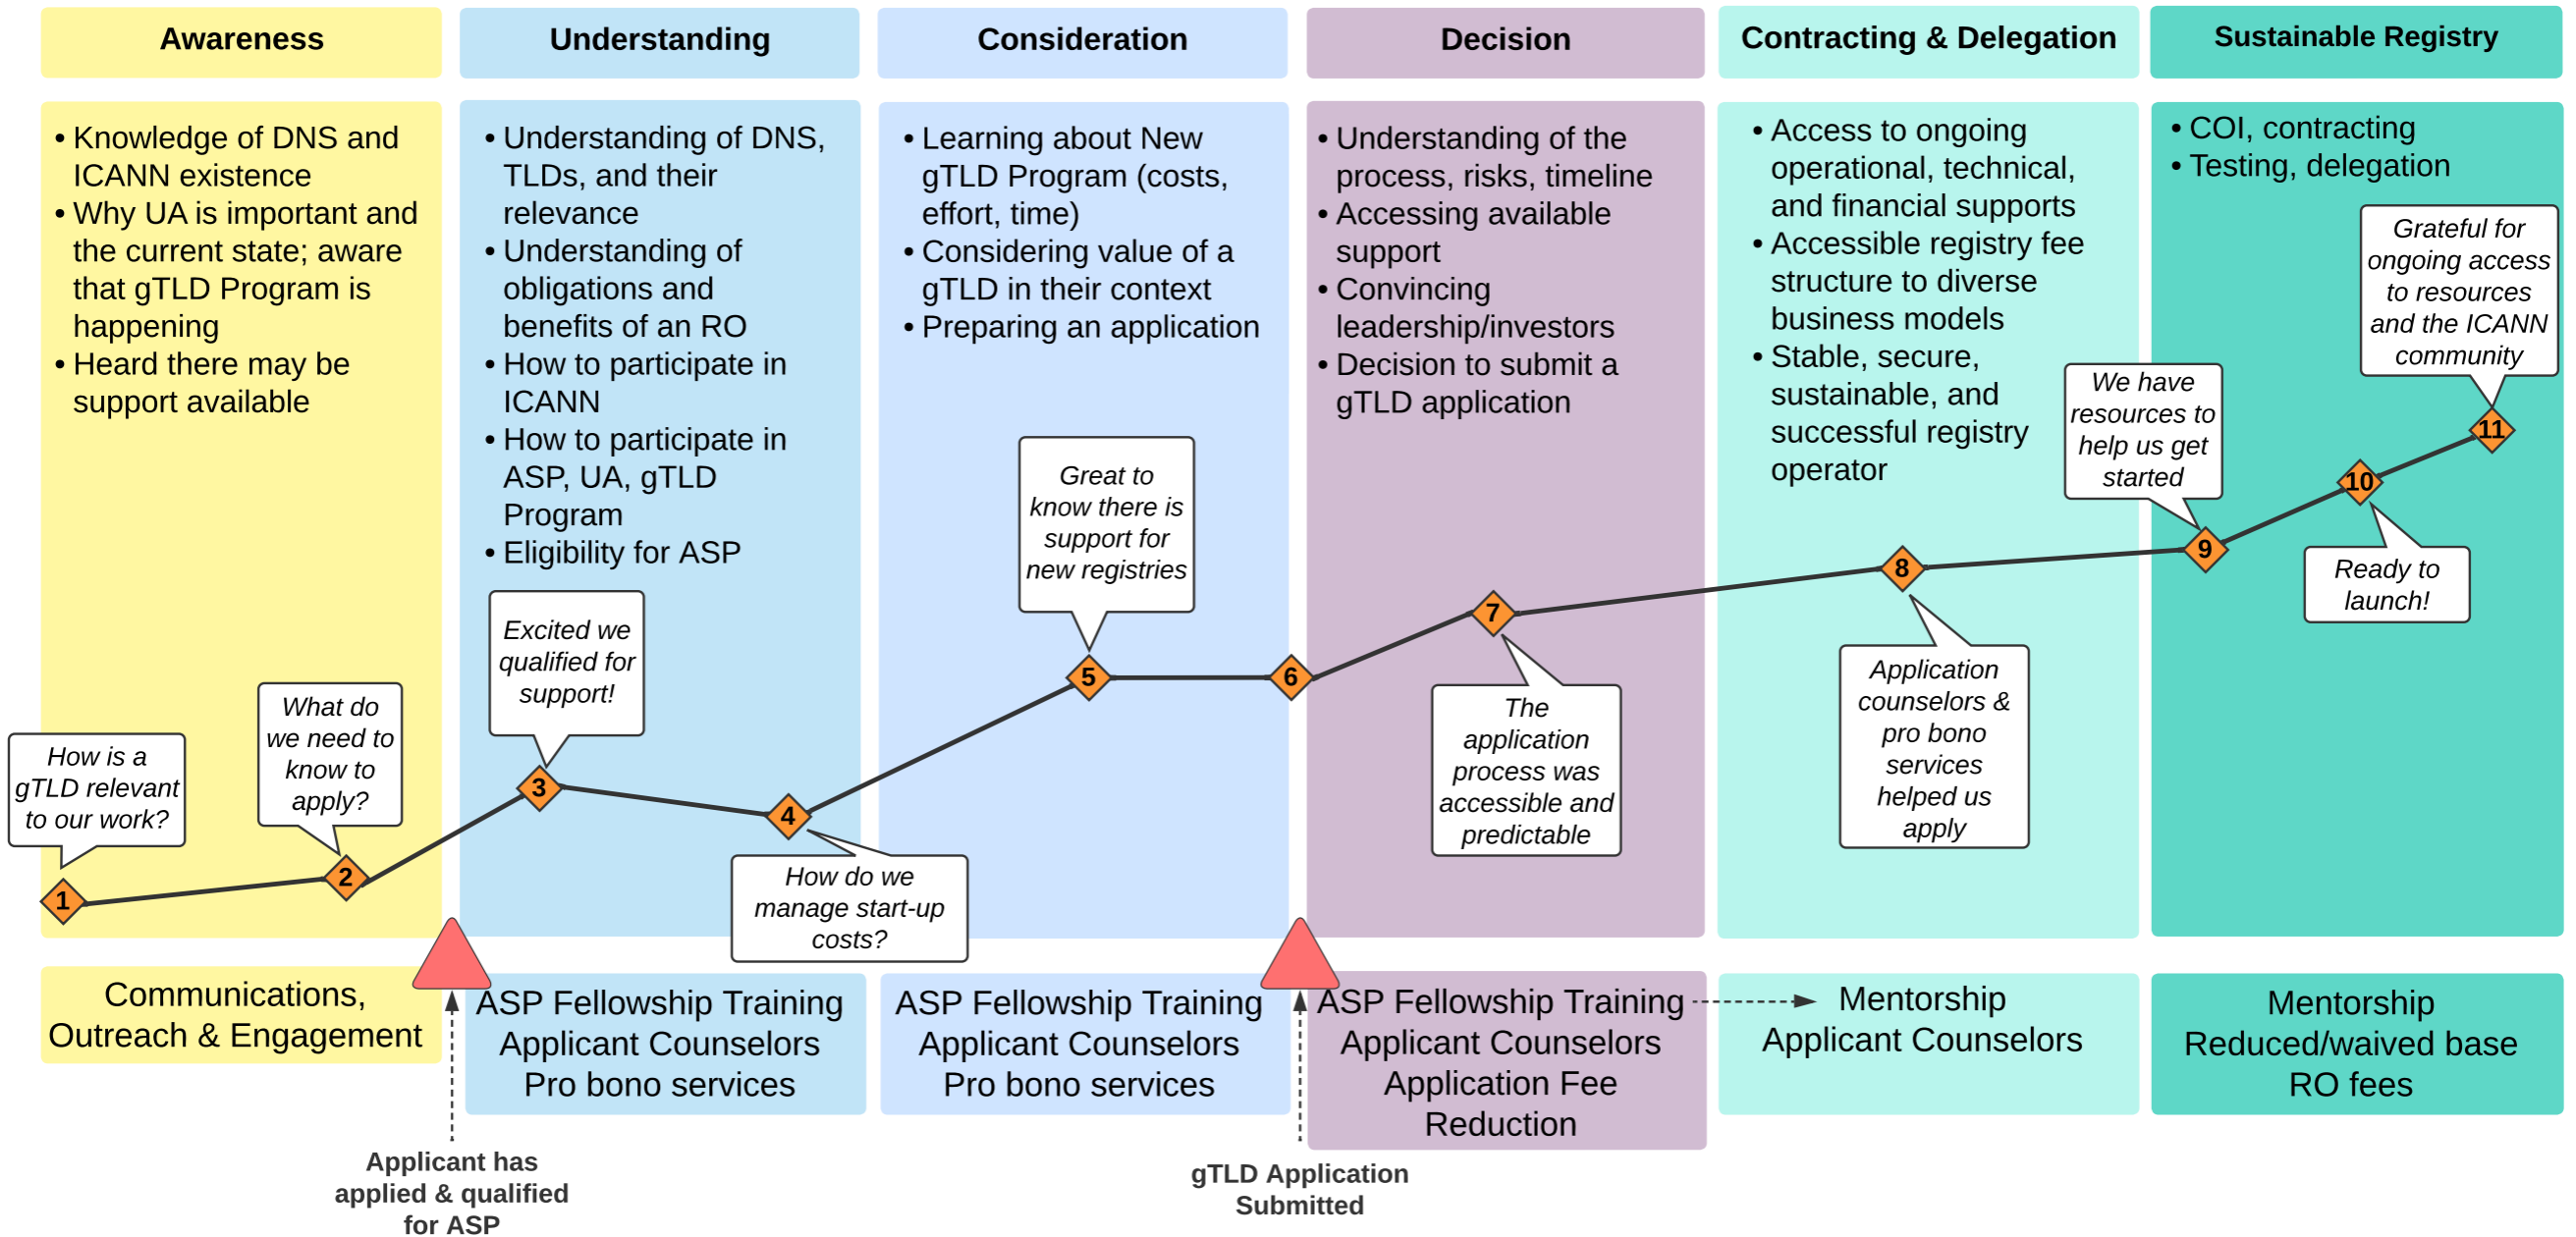 Awareness
Understanding
Consideration
Decision
Contracting & Delegation
Sustainable Registry
• Knowledge of DNS and
ICANN existence
• Why UA is important and
the current state; aware
that gTLD Program is
happening
• Heard there may be
support available
• Understanding of DNS,
TLDs, and their
relevance
• Understanding of
obligations and
benefits of an RO
• How to participate in
ICANN
• How to participate in
ASP, UA, gTLD
Program
• Eligibility for ASP
• Learning about New
gTLD Program (costs,
effort, time)
• Considering value of a
gTLD in their context
• Preparing an application
• Understanding of the
process, risks, timeline
• Accessing available
support
• Convincing
leadership/investors
• Decision to submit a
gTLD application
• Access to ongoing
operational, technical,
and financial supports
• Accessible registry fee
structure to diverse
business models
• Stable, secure,
sustainable, and
successful registry
operator
• COI, contracting
• Testing, delegation
How is a
gTLD relevant
to our work?
1
What do
we need to
know to
apply?
2
Excited we
qualified for
support!
3
4
How do we
manage start-up
costs?
Great to
know there is
support for
new registries
5
6
7
The
application
process was
accessible and
predictable
8
Application
counselors &
pro bono
services
helped us
apply
We have
resources to
help us get
started
9
10
Ready to
launch!
Grateful for
ongoing access
to resources
and the ICANN
community
11
Communications,
Outreach & Engagement
ASP Fellowship Training
Applicant Counselors
Pro bono services
ASP Fellowship Training
Applicant Counselors
Pro bono services
ASP Fellowship Training
Applicant Counselors
Application Fee
Reduction
Mentorship
Applicant Counselors
Mentorship
Reduced/waived base
RO fees
Applicant has
applied & qualified
for ASP
gTLD Application
Submitted